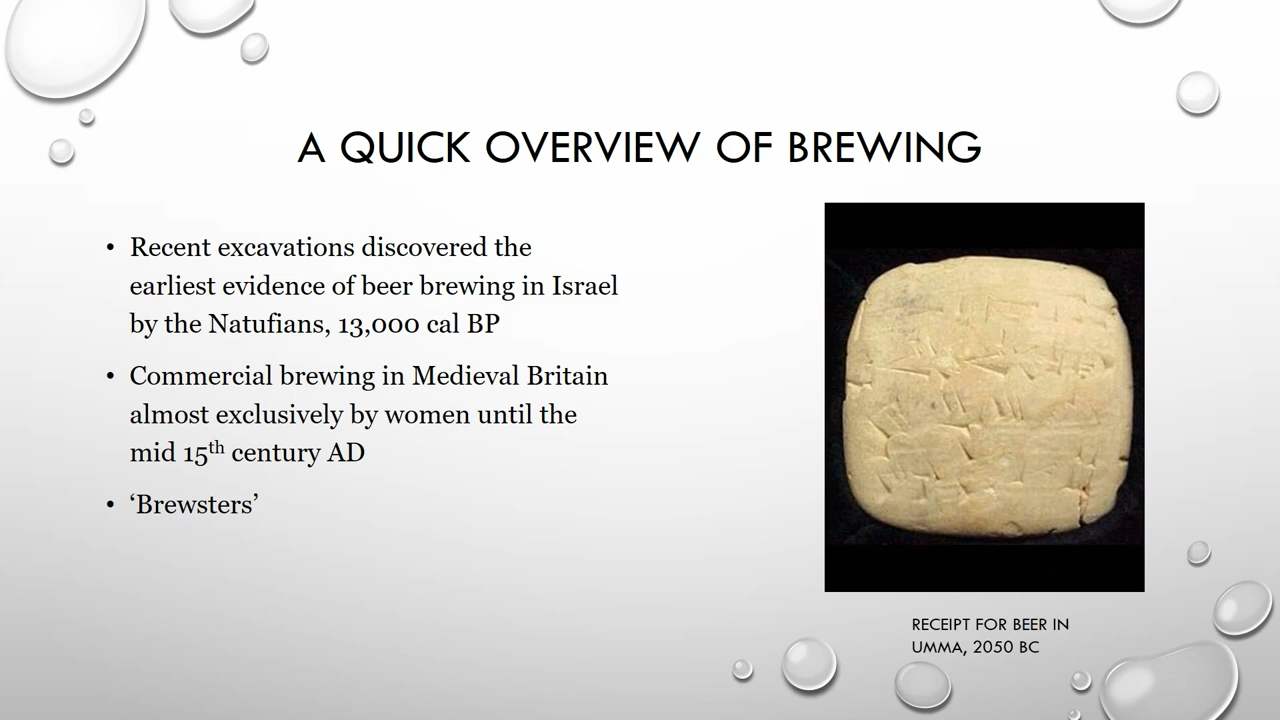 A QUICK OVERVIEW OF BREWING
• Recent excavations discovered the
earliest evidence of beer brewing in Israel
by the Natufians, 13,000 cal BP
• Commercial brewing in Medieval Britain
almost exclusively by women until the
mid 15th century AD
• ‘Brewsters’
RECEIPT FOR BEER IN
UMMA, 2050 BC